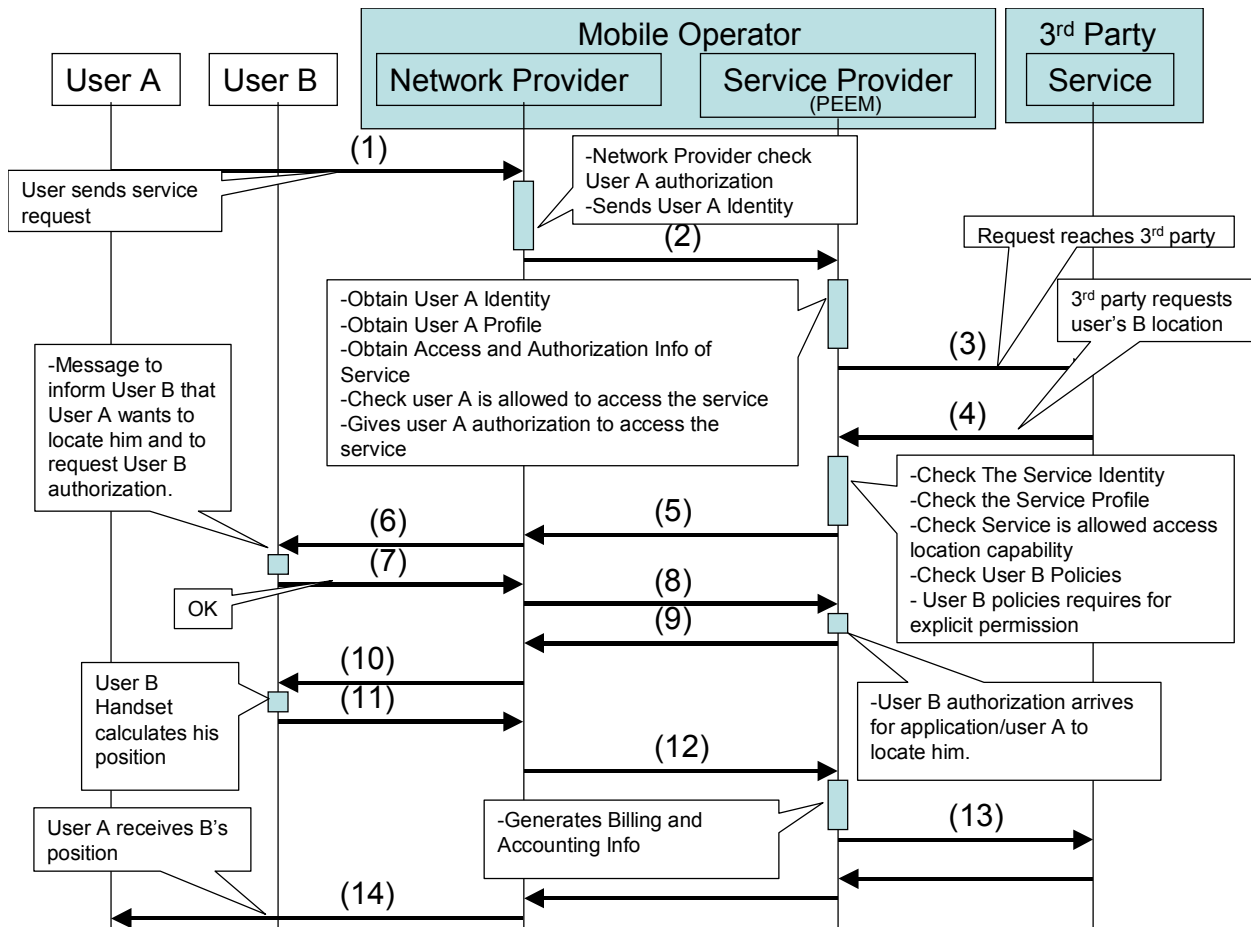 Mobile Operator
3rd Party
User A
User B
Network Provider
Service Provider
(PEEM)
Service
(1)
User sends service
request
-Network Provider check
User A authorization
-Sends User A Identity
(2)
Request reaches 3rd party
-Obtain User A Identity
-Obtain User A Profile
-Obtain Access and Authorization Info of
Service
-Check user A is allowed to access the service
-Gives user A authorization to access the
service
3rd party requests
user's B location
(3)
-Message to
inform User B that
User A wants to
locate him and to
request User B
authorization.
(4)
-Check The Service Identity
-Check the Service Profile
-Check Service is allowed access
location capability
-Check User B Policies
- User B policies requires for
explicit permission
(5)
(6)
(7)
OK
(8)
(9)
-User B authorization arrives
for application/user A to
locate him.
(10)
User B
Handset
calculates his
position
(11)
(12)
-Generates Billing and
Accounting Info
(13)
User A receives B's
position
(14)